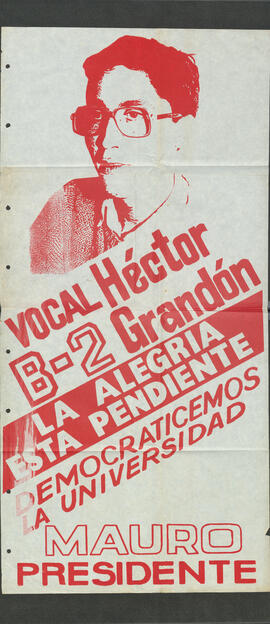 VOCAL Héctor
B-2 Grandón
LA ALEGRIA
ESTA PENDIENTE
DEMOCRATICEMOS
LA UNIVERSIDAD
MAURO
PRESIDENTE